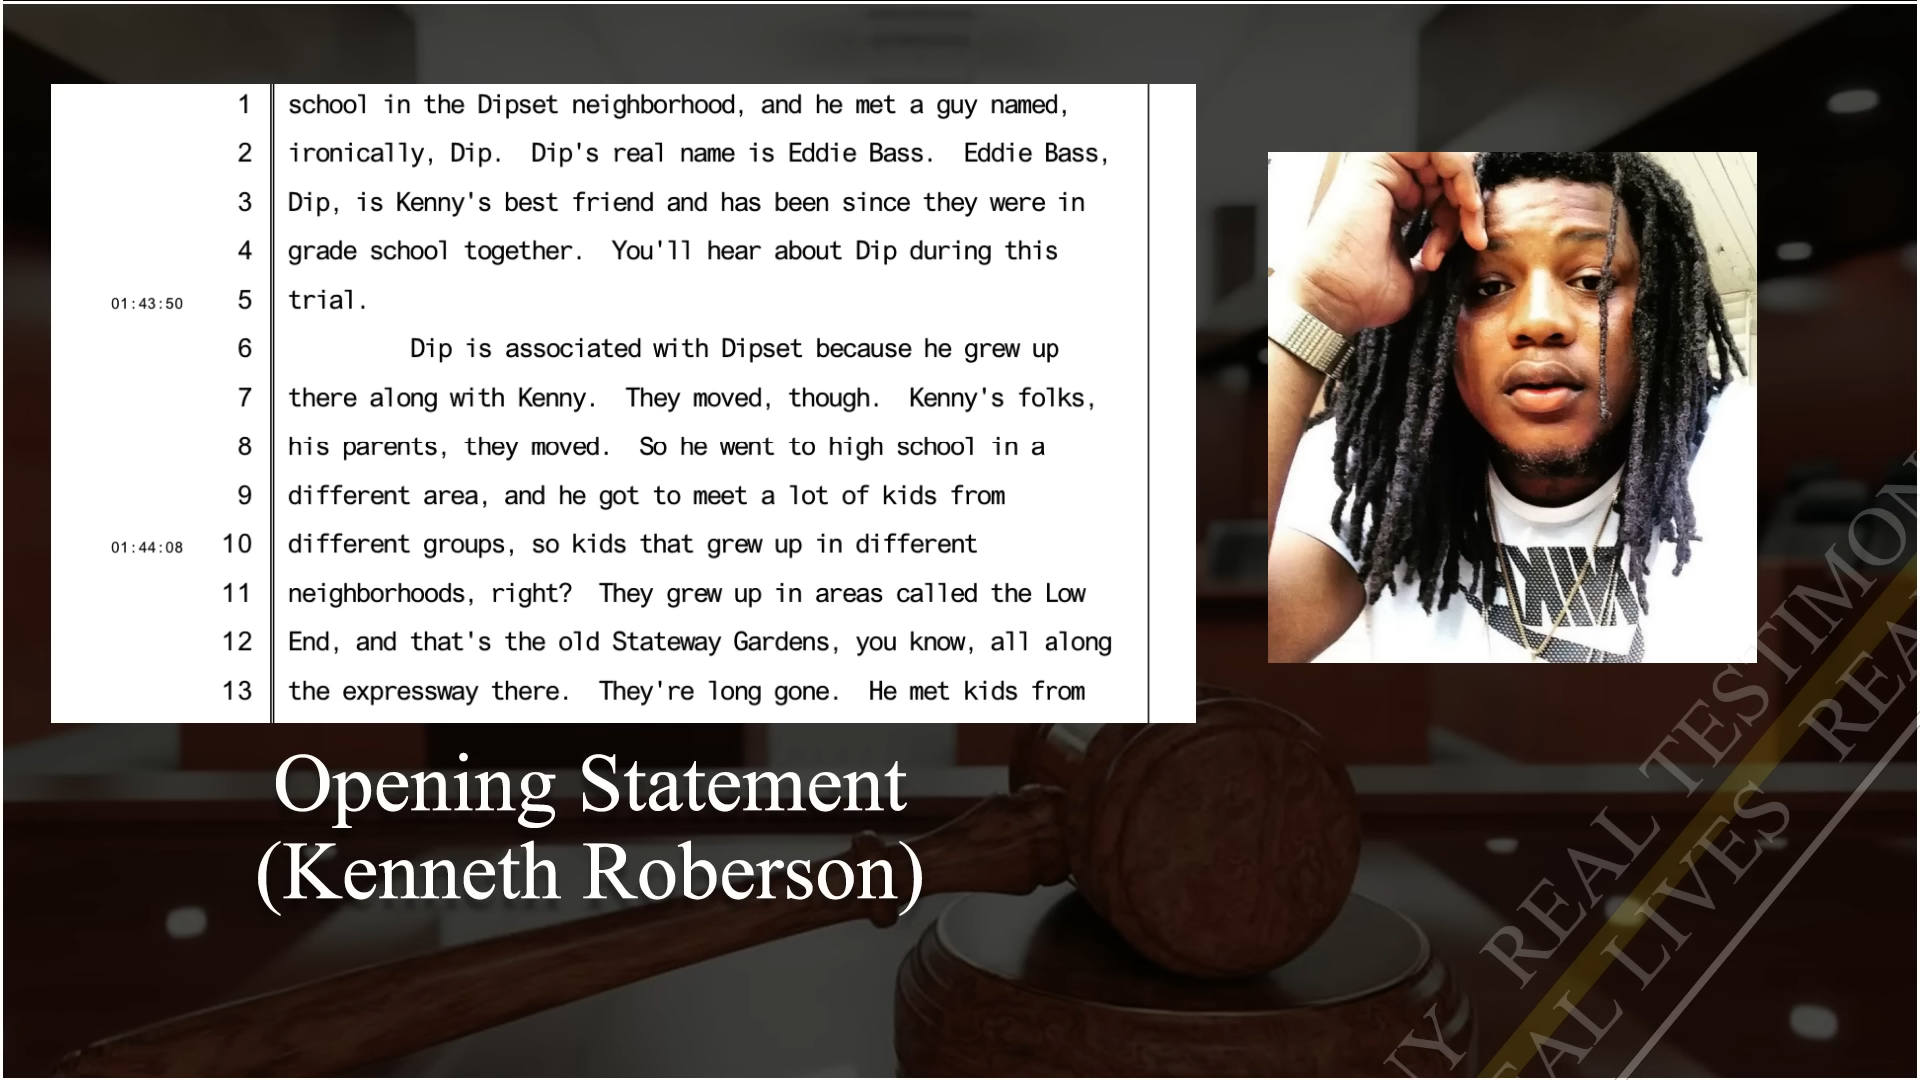 1 school in the Dipset neighborhood, and he met a guy named,
2 ironically, Dip.  Dip's real name is Eddie Bass.  Eddie Bass,
3 Dip, is Kenny's best friend and has been since they were in
4 grade school together.  You'll hear about Dip during this
01:43:50 5 trial.
6 Dip is associated with Dipset because he grew up
7 there along with Kenny.  They moved, though.  Kenny's folks,
8 his parents, they moved.  So he went to high school in a
9 different area, and he got to meet a lot of kids from
01:44:08 10 different groups, so kids that grew up in different
11 neighborhoods, right?  They grew up in areas called the Low
12 End, and that's the old Stateway Gardens, you know, all along
13 the expressway there.  They're long gone.  He met kids from
Opening Statement
(Kenneth Roberson)
REAL TESTIMON
REAL LIVES